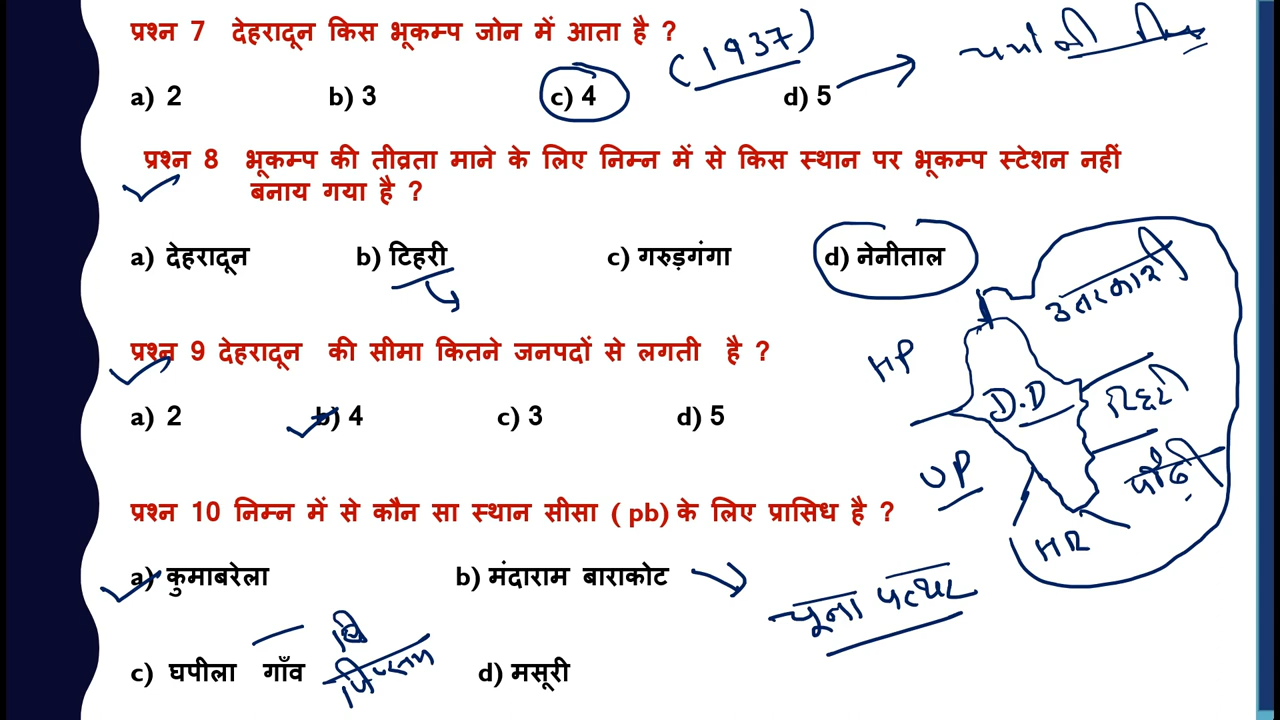 प्रश्न 7 देहरादून किस भूकम्प जोन में आता है ?
(1937)
a) 2 b) 3 c) 4 d) 5
प्रश्न 8 भूकम्प की तीव्रता माने के लिए निम्न में से किस स्थान पर भूकम्प स्टेशन नहीं
बनाय गया है ?
a) देहरादून b) टिहरी c) गरुड़गंगा d) नेनीताल
उत्तरकाशी
प्रश्न 9 देहरादून की सीमा कितने जनपदों से लगती है ?
HP
D.D
टिहरी
a) 2 b) 4 c) 3 d) 5
UP
पौढ़ी
प्रश्न 10 निम्न में से कौन सा स्थान सीसा ( pb) के लिए प्रासिध है ?
HR
a) कुमाबरेला b) मंदाराम बाराकोट
चूना पत्थर
c) घपीला गाँव d) मसूरी